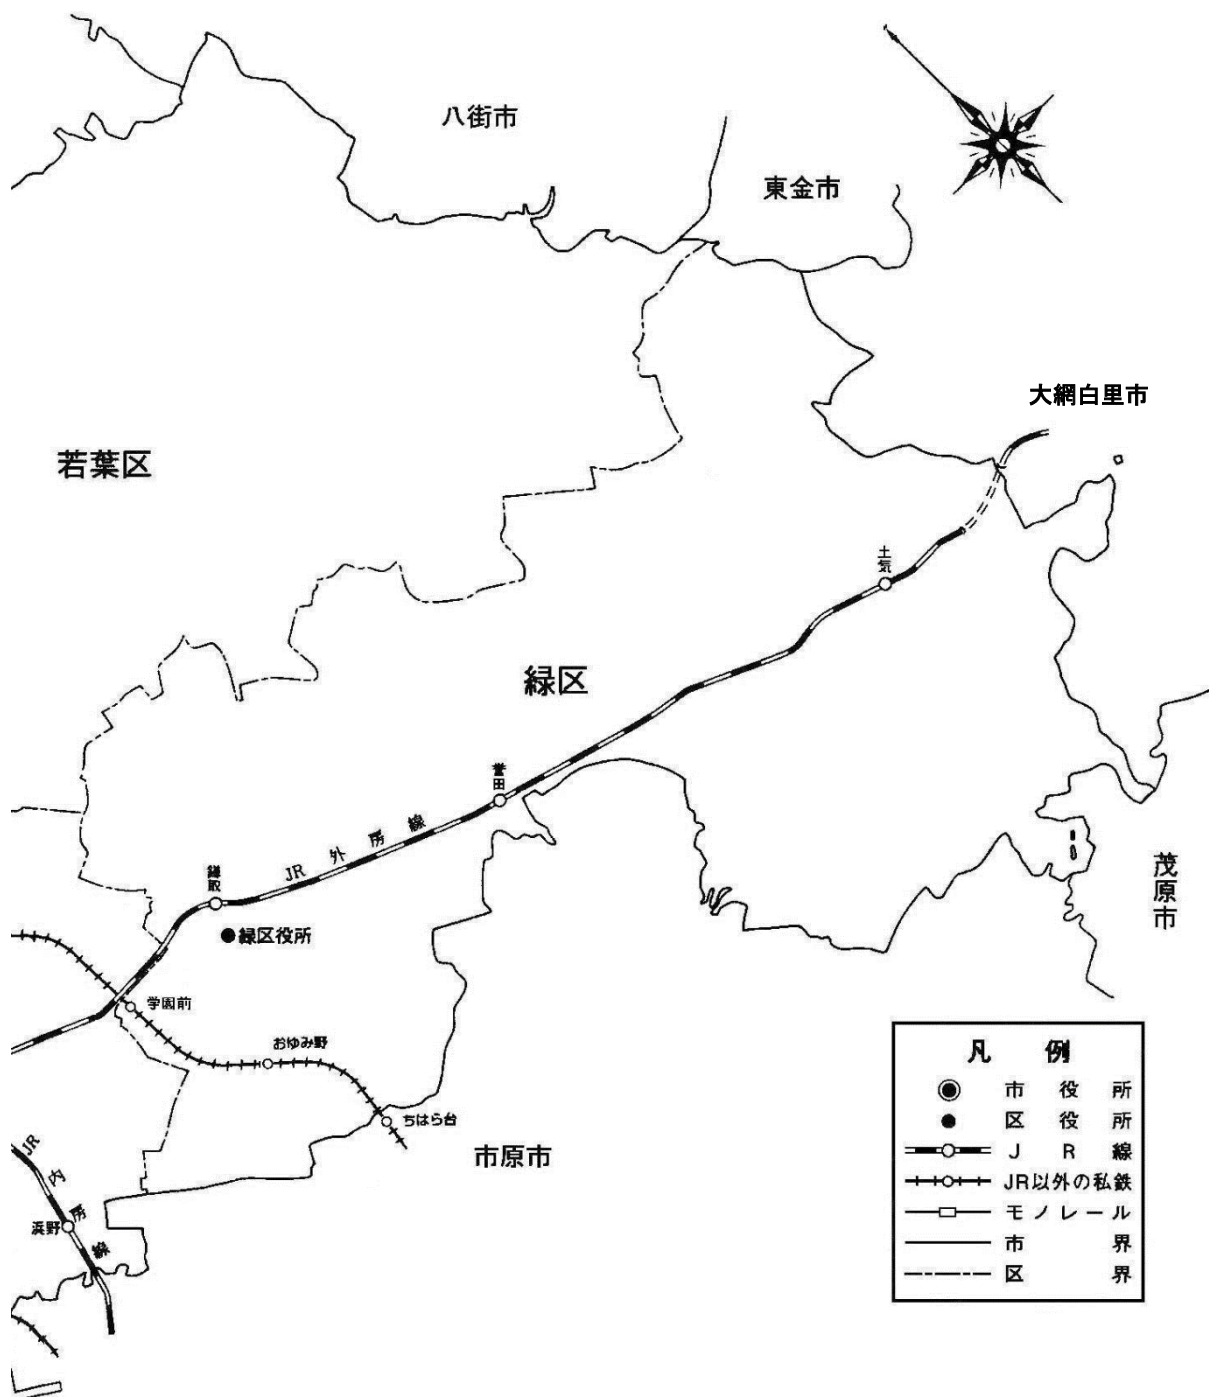 八街市
東金市
大網白里市
若葉区
土気
緑区
誉田
JR外房線
鎌取
緑区役所
茂原市
学園前
おゆみ野
ちはら台
市原市
JR内房線
浜野
凡例
市役所
区役所
JR線
JR以外の私鉄
モノレール
市界
区界